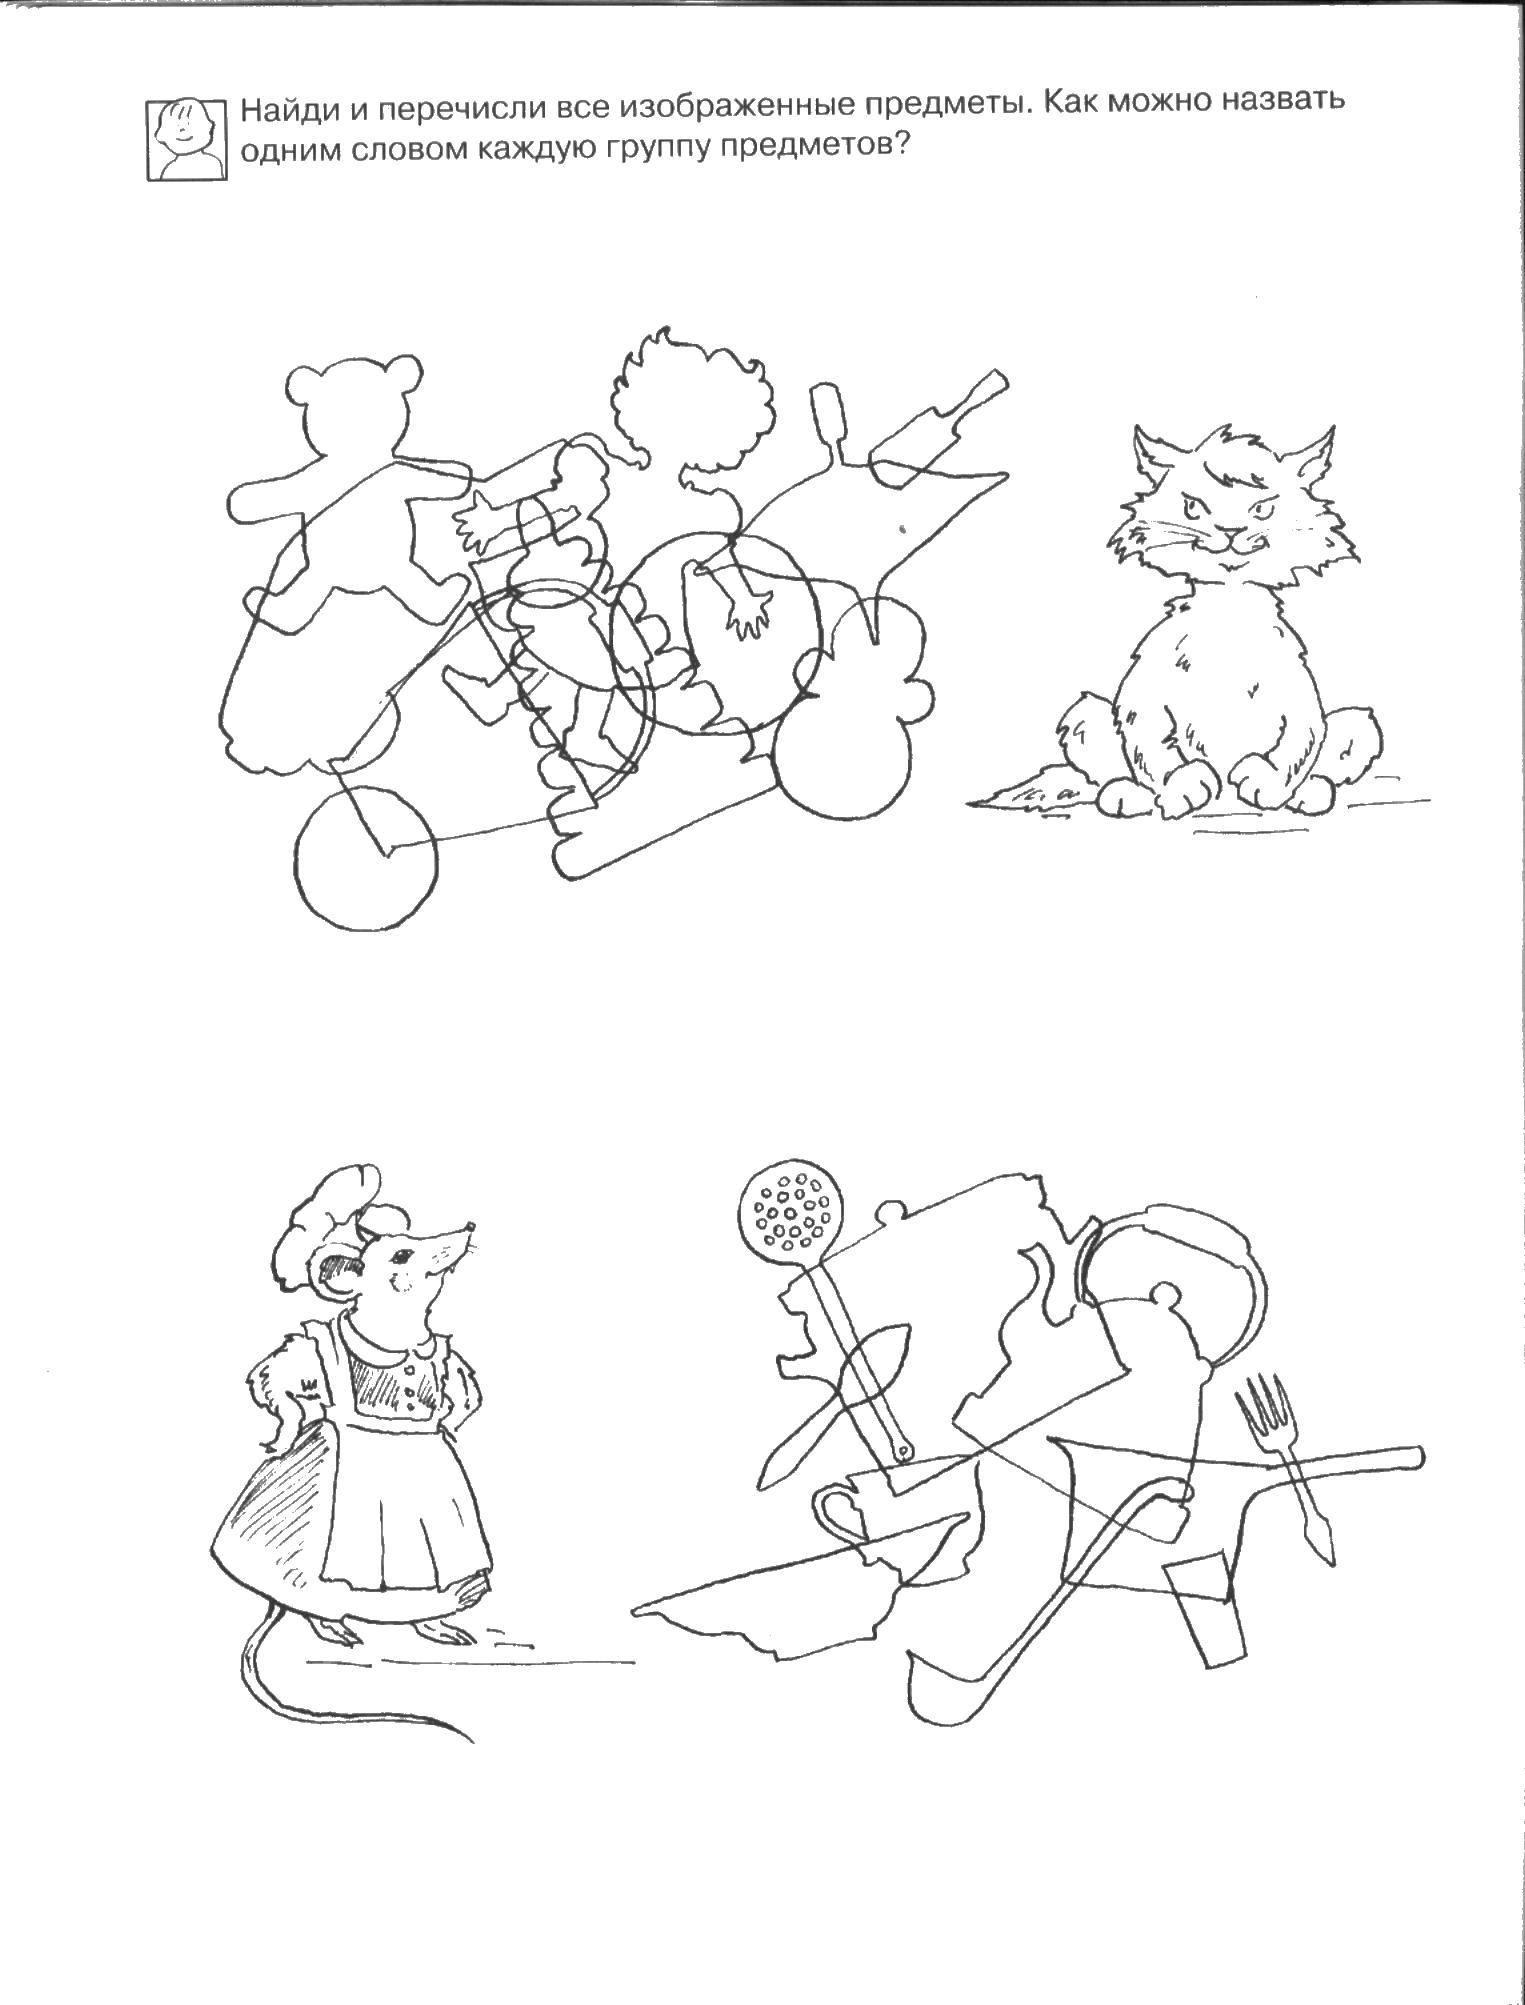 Найди и перечисли все изображенные предметы. Как можно назвать
одним словом каждую группу предметов?